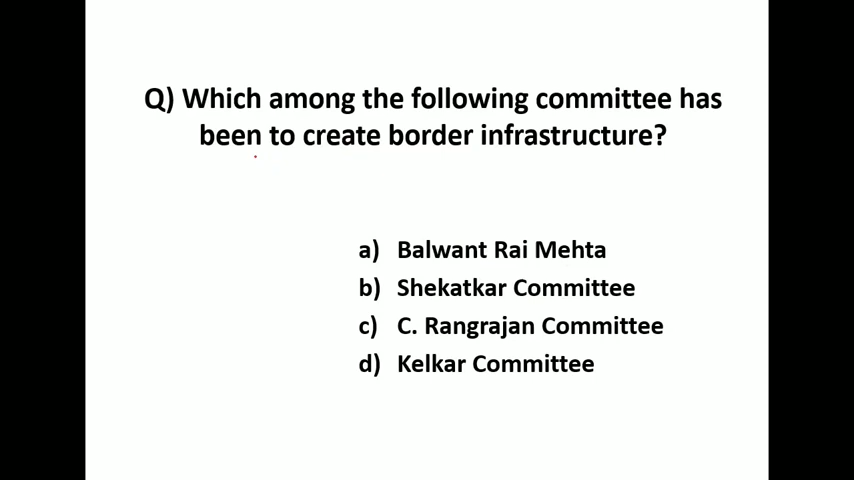 Q) Which among the following committee has
been to create border infrastructure?
a) Balwant Rai Mehta
b) Shekatkar Committee
c) C. Rangrajan Committee
d) Kelkar Committee